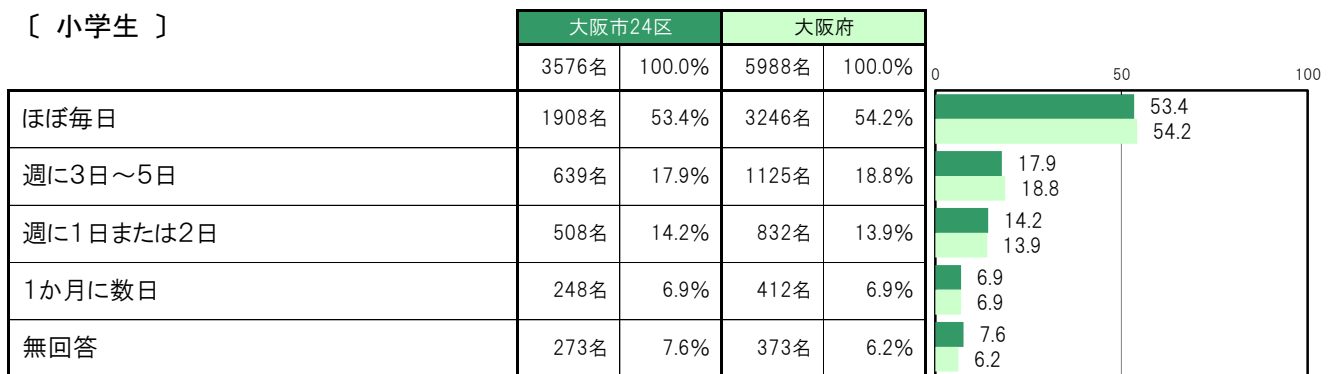 〔 小学生 〕
大阪市24区 大阪府
3576名 100.0% 5988名 100.0%
0 50 100
ほぼ毎日 1908名 53.4% 3246名 54.2%
53.4
54.2
週に3日～5日 639名 17.9% 1125名 18.8%
17.9
18.8
週に1日または2日 508名 14.2% 832名 13.9%
14.2
13.9
1か月に数日 248名 6.9% 412名 6.9%
6.9
6.9
無回答 273名 7.6% 373名 6.2%
7.6
6.2